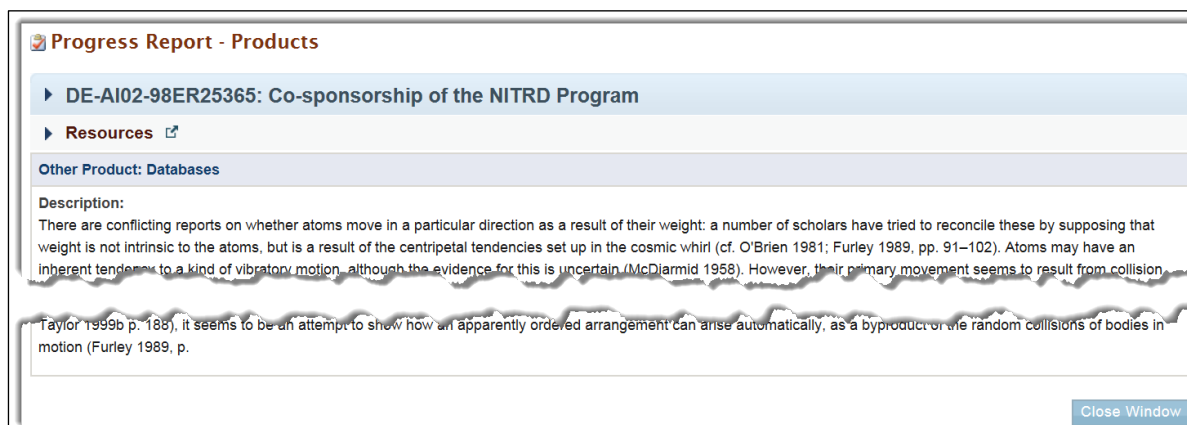 Progress Report - Products
DE-AI02-98ER25365: Co-sponsorship of the NITRD Program
Resources
Other Product: Databases
Description:
There are conflicting reports on whether atoms move in a particular direction as a result of their weight: a number of scholars have tried to reconcile these by supposing that
weight is not intrinsic to the atoms, but is a result of the centripetal tendencies set up in the cosmic whirl (cf. O'Brien 1981; Furley 1989, pp. 91–102). Atoms may have an
inherent tendency to a kind of vibratory motion, although the evidence for this is uncertain (McDiarmid 1958). However, their primary movement seems to result from collision
Taylor 1999b p. 188), it seems to be an attempt to show how an apparently ordered arrangement can arise automatically, as a byproduct of the random collisions of bodies in
motion (Furley 1989, p.
Close Window